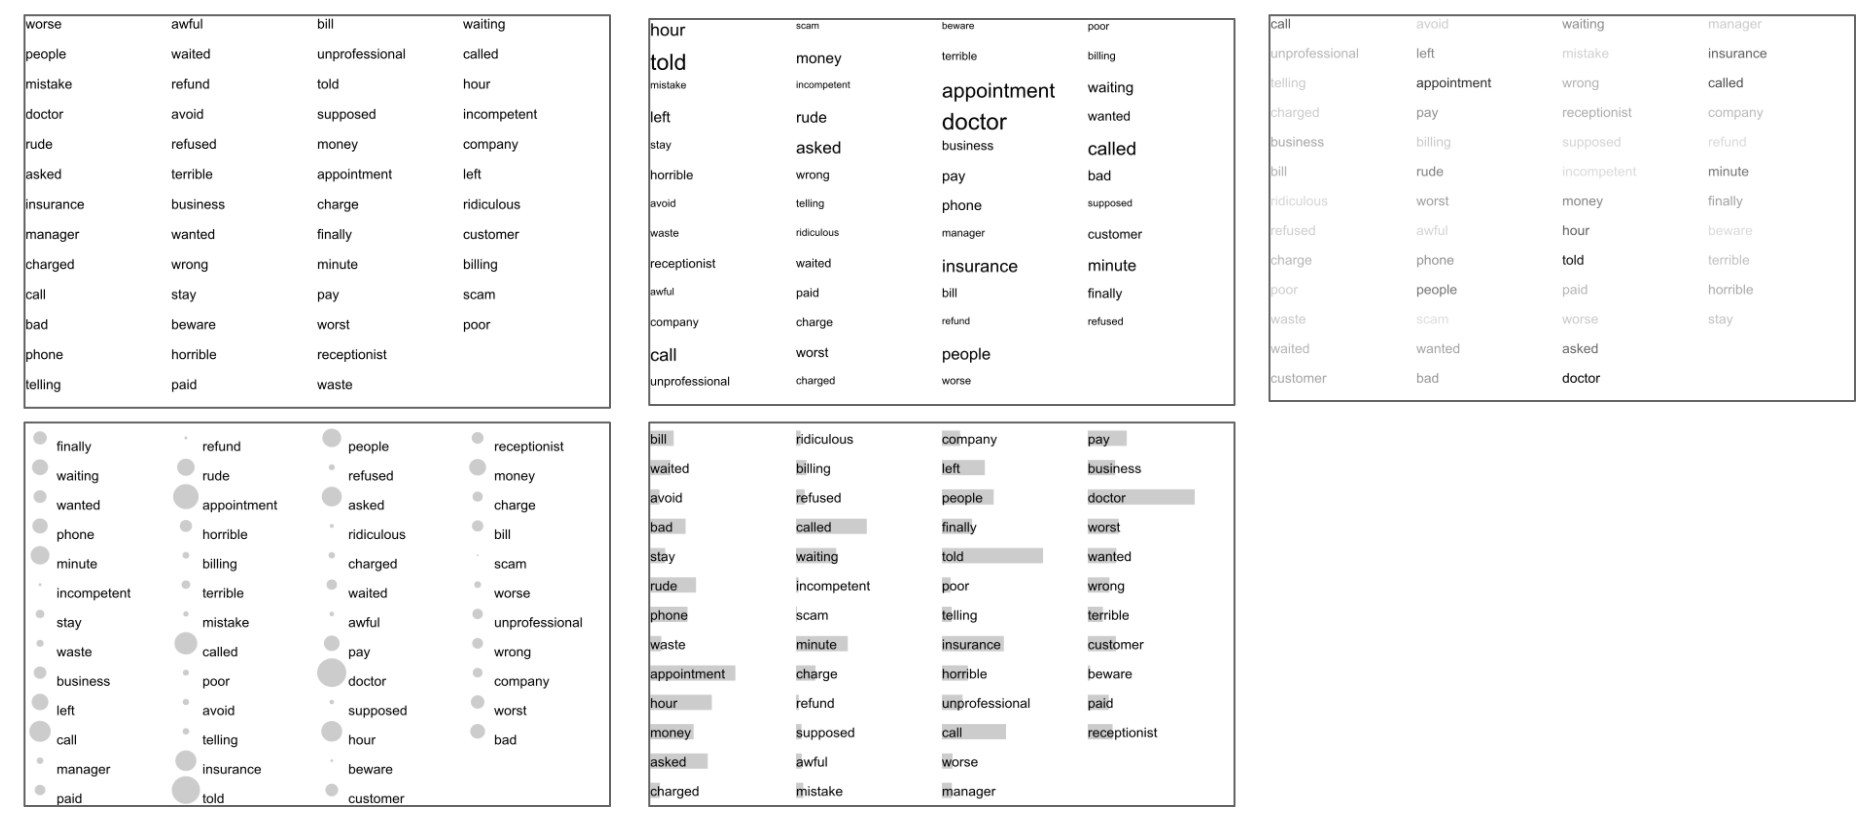 worse awful bill waiting
people waited unprofessional called
mistake refund told hour
doctor avoid supposed incompetent
rude refused money company
asked terrible appointment left
insurance business charge ridiculous
manager wanted finally customer
charged wrong minute billing
call stay pay scam
bad beware worst poor
phone horrible receptionist
telling paid waste
hour scam beware poor
told money terrible billing
mistake incompetent appointment waiting
left rude doctor wanted
stay asked business called
horrible wrong pay bad
avoid telling phone supposed
waste ridiculous manager customer
receptionist waited insurance minute
awful paid bill finally
company charge refund refused
call worst people
unprofessional charged worse
call avoid waiting manager
unprofessional left mistake insurance
telling appointment wrong called
charged pay receptionist company
business billing supposed refund
bill rude incompetent minute
ridiculous worst money finally
refused awful hour beware
charge phone told terrible
poor people paid horrible
waste scam worse stay
waited wanted asked
customer bad doctor
finally refund people receptionist
waiting rude refused money
wanted appointment asked charge
phone horrible ridiculous bill
minute billing charged scam
incompetent terrible waited worse
stay mistake awful unprofessional
waste called pay wrong
business poor doctor company
left avoid supposed worst
call telling hour bad
manager insurance beware
paid told customer
bill ridiculous company pay
waited billing left business
avoid refused people doctor
bad called finally worst
stay waiting told wanted
rude incompetent poor wrong
phone scam telling terrible
waste minute insurance customer
appointment charge horrible beware
hour refund unprofessional paid
money supposed call receptionist
asked awful worse
charged mistake manager